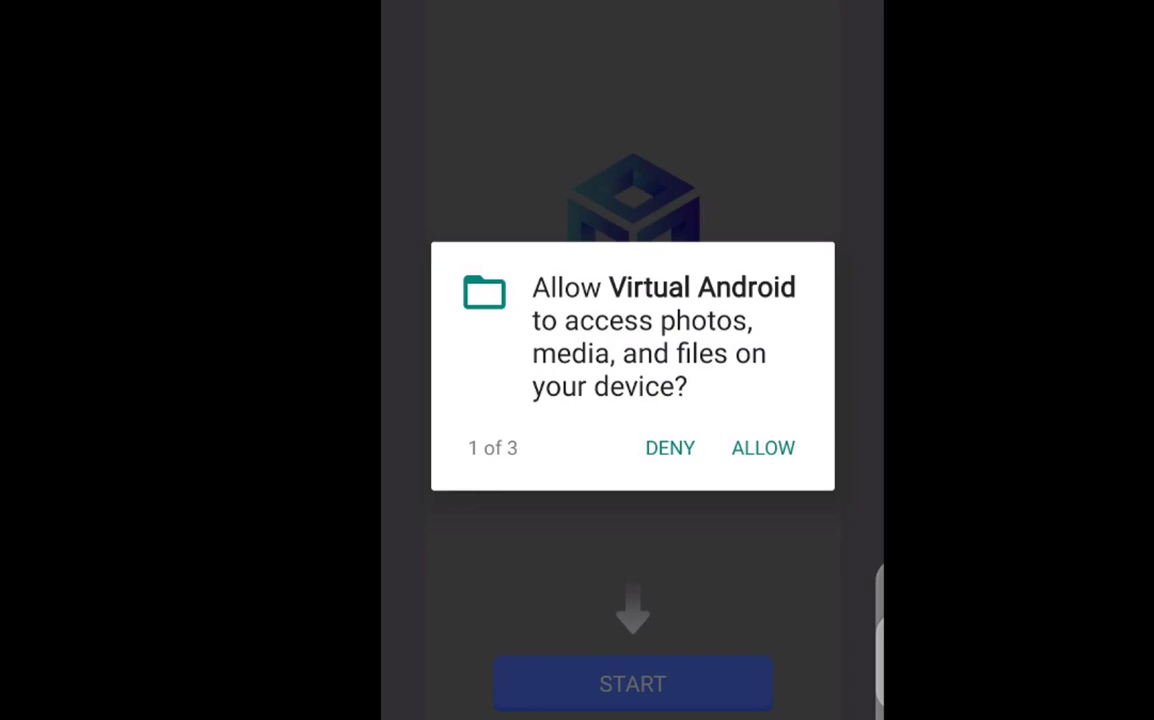 Allow Virtual Android
to access photos,
media, and files on
your device?
1 of 3
DENY
ALLOW
START